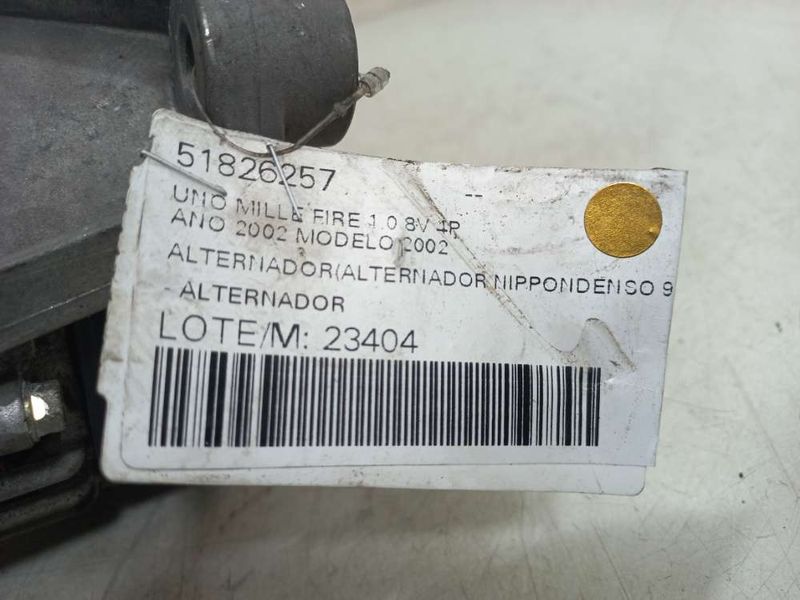 51826257
--
UNO MILLE FIRE 1.0 8V 4P
ANO 2002 MODELO 2002
ALTERNADOR(ALTERNADOR NIPPONDENSO 9
- ALTERNADOR
LOTE/M: 23404